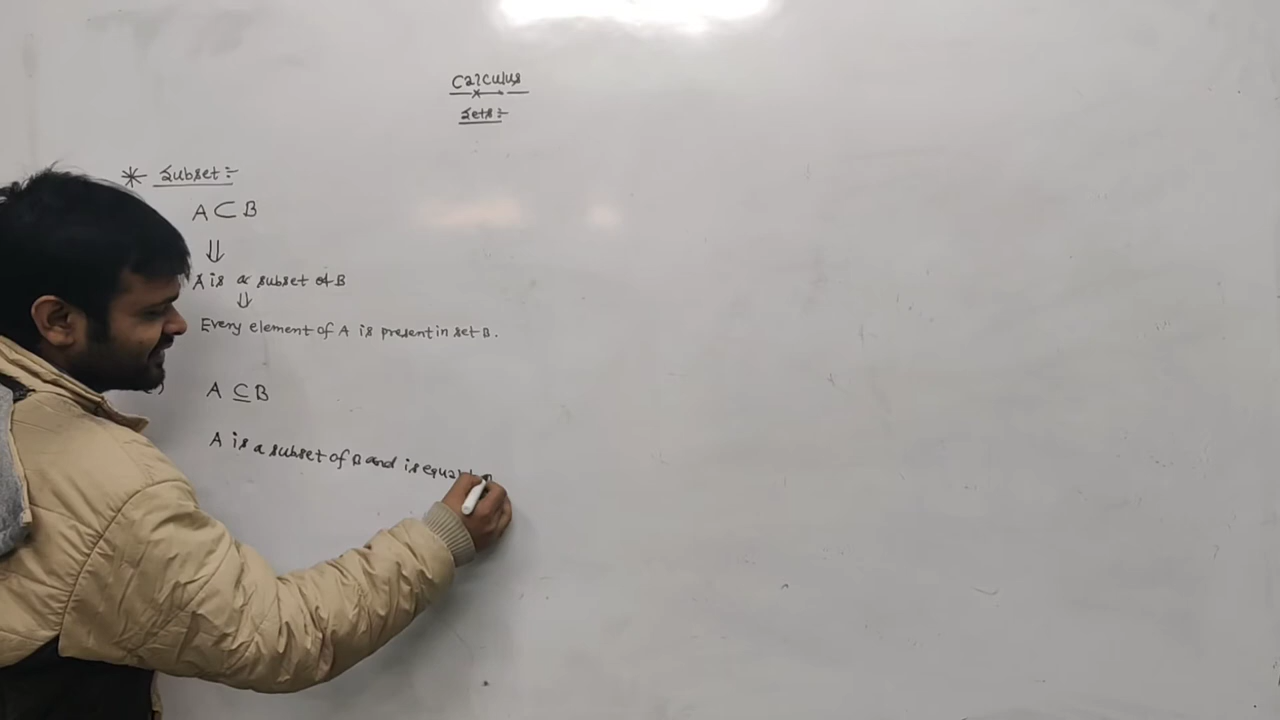 Calculus
Sets:-
* Subset:-
A ⊂ B
⇓
A is a subset of B
⇓
Every element of A is present in set B.
A ⊆ B
A is a subset of B and is equal